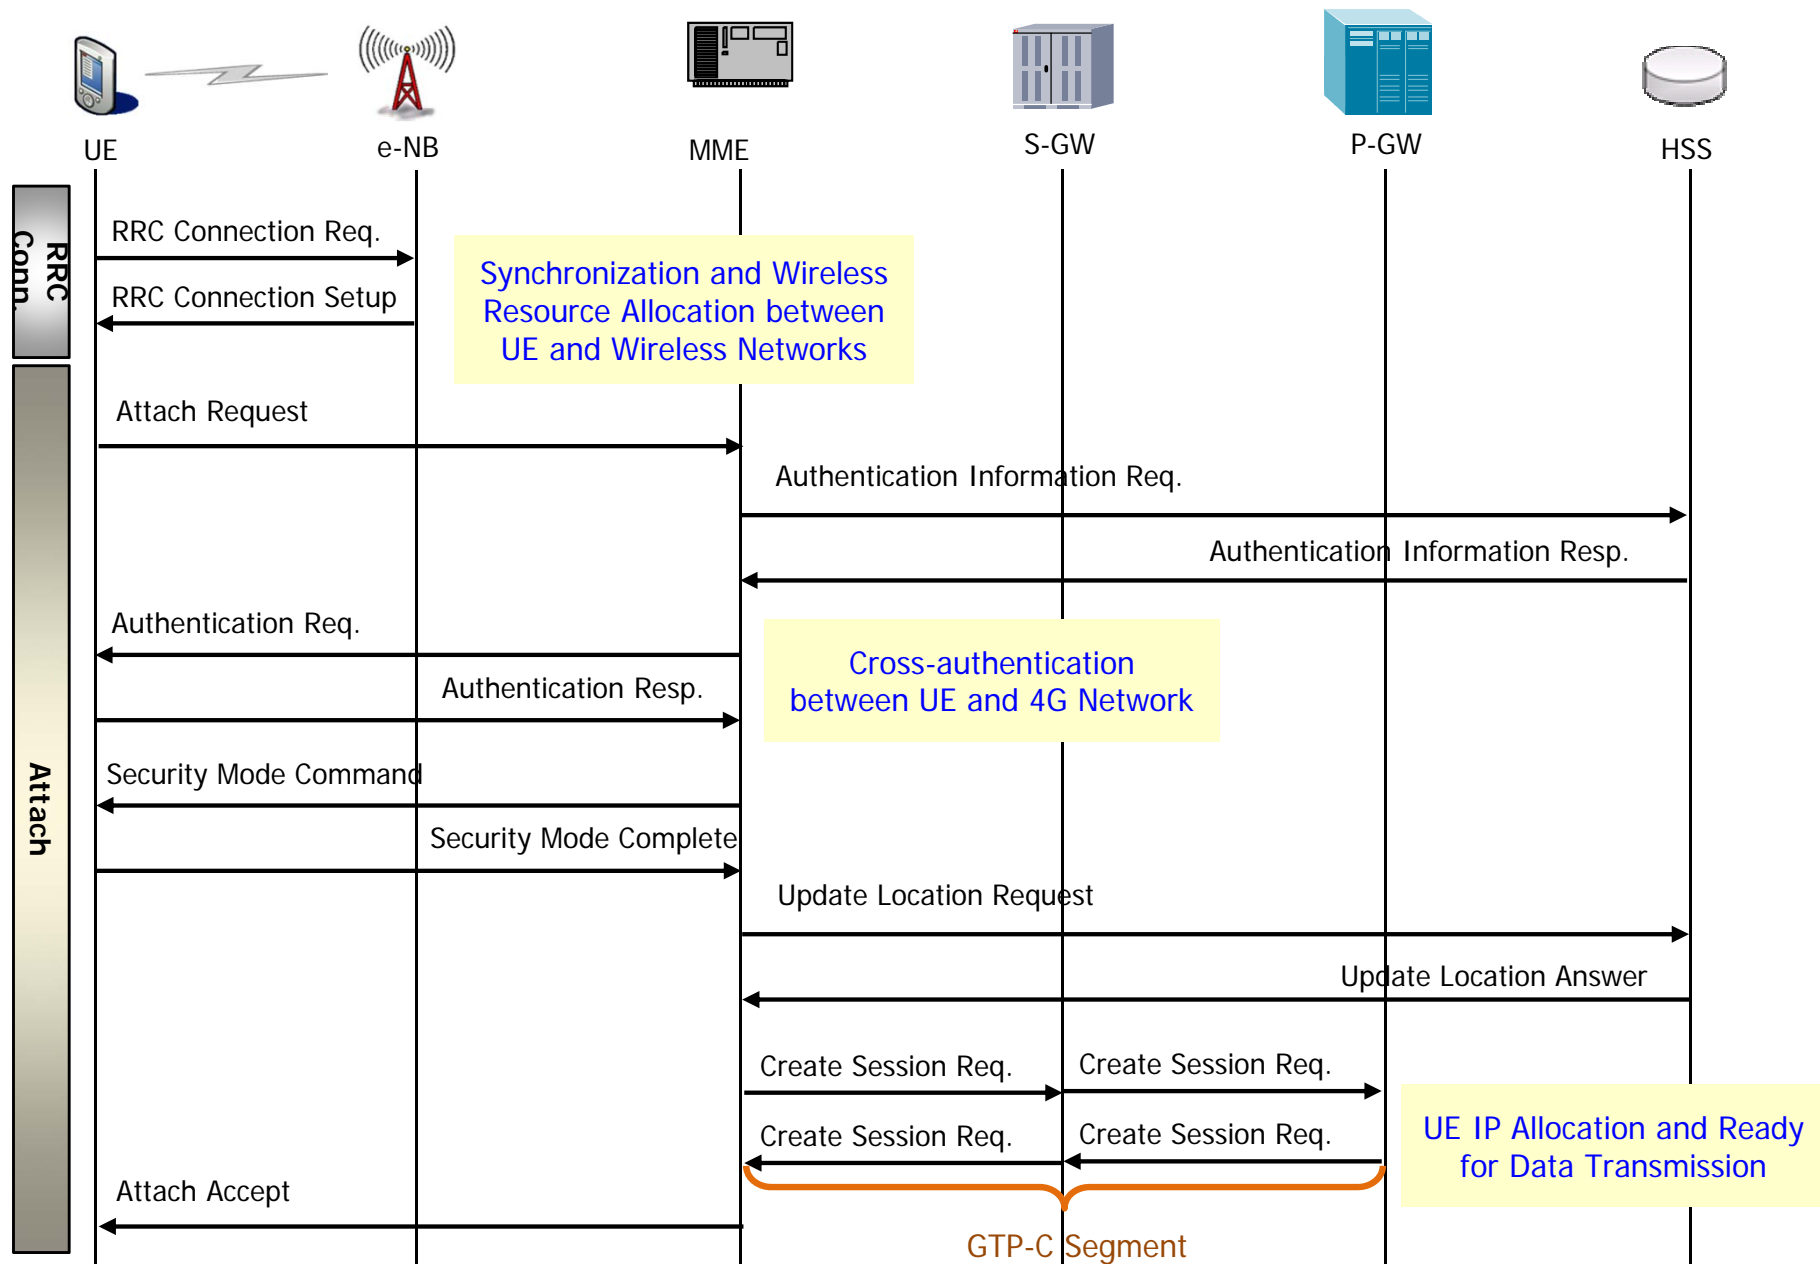 UE
e-NB
MME
S-GW
P-GW
HSS
RRC
Conn.
RRC Connection Req.
RRC Connection Setup
Synchronization and Wireless
Resource Allocation between
UE and Wireless Networks
Attach
Attach Request
Authentication Information Req.
Authentication Information Resp.
Authentication Req.
Authentication Resp.
Cross-authentication
between UE and 4G Network
Security Mode Command
Security Mode Complete
Update Location Request
Update Location Answer
Create Session Req.
Create Session Req.
Create Session Req.
Create Session Req.
UE IP Allocation and Ready
for Data Transmission
Attach Accept
GTP-C Segment